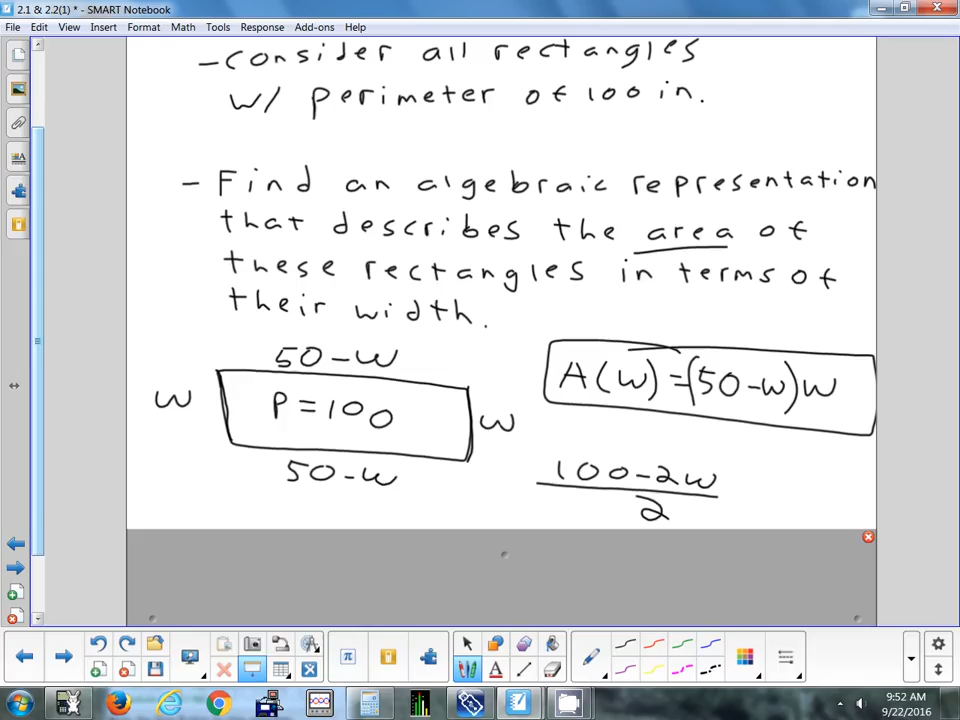 2.1 & 2.2(1) * - SMART Notebook
File Edit View Insert Format Math Tools Response Add-ons Help
- consider all rectangles
w/ perimeter of 100 in.
- Find an algebraic representation
that describes the area of
these rectangles in terms of
their width.
50-w
w P=100 w
50-w
A(w)=(50-w)w
100-2w
2
9:52 AM
9/22/2016